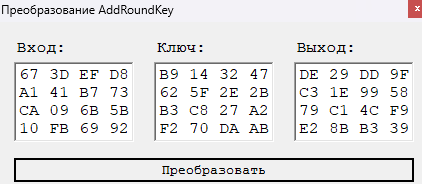 Преобразование AddRoundKey
x
Вход: Ключ: Выход:
67 3D EF D8 B9 14 32 47 DE 29 DD 9F
A1 41 B7 73 62 5F 2E 2B C3 1E 99 58
CA 09 6B 5B B3 C8 27 A2 79 C1 4C F9
10 FB 69 92 F2 70 DA AB E2 8B B3 39
Преобразовать